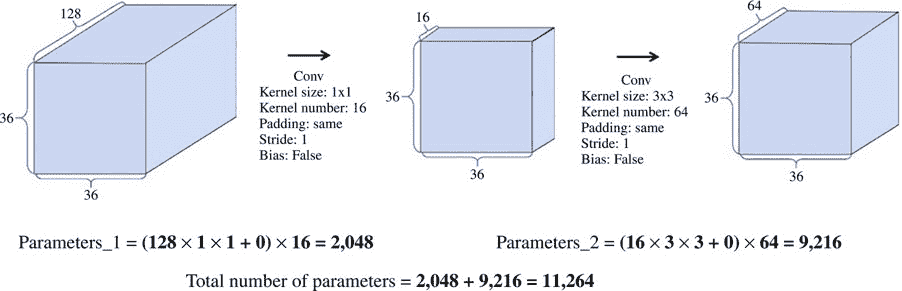 128
36
36
Conv
Kernel size: 1x1
Kernel number: 16
Padding: same
Stride: 1
Bias: False
16
36
36
Conv
Kernel size: 3x3
Kernel number: 64
Padding: same
Stride: 1
Bias: False
64
36
36
Parameters_1 = (128 × 1 × 1 + 0) × 16 = 2,048
Parameters_2 = (16 × 3 × 3 + 0) × 64 = 9,216
Total number of parameters = 2,048 + 9,216 = 11,264